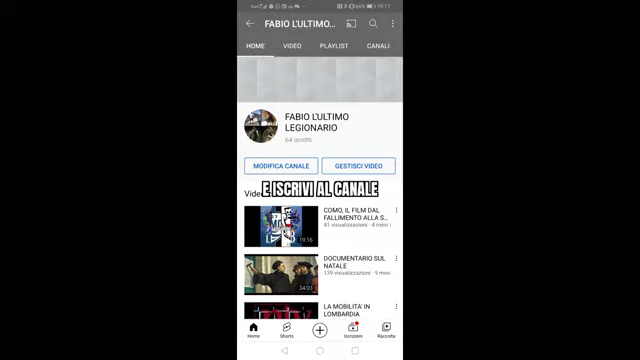 19:17
FABIO L'ULTIMO...
HOME VIDEO PLAYLIST CANALI
FABIO L'ULTIMO
LEGIONARIO
64 iscritti
MODIFICA CANALE GESTISCI VIDEO
Vide
E ISCRIVI AL CANALE
COMO, IL FILM DAL
FALLIMENTO ALLA S...
41 visualizzazioni · 4 mesi
19:16
DOCUMENTARIO SUL
NATALE
139 visualizzazioni · 9 mesi
34:03
LA MOBILITA' IN
LOMBARDIA
Home Shorts Iscrizioni Raccolta